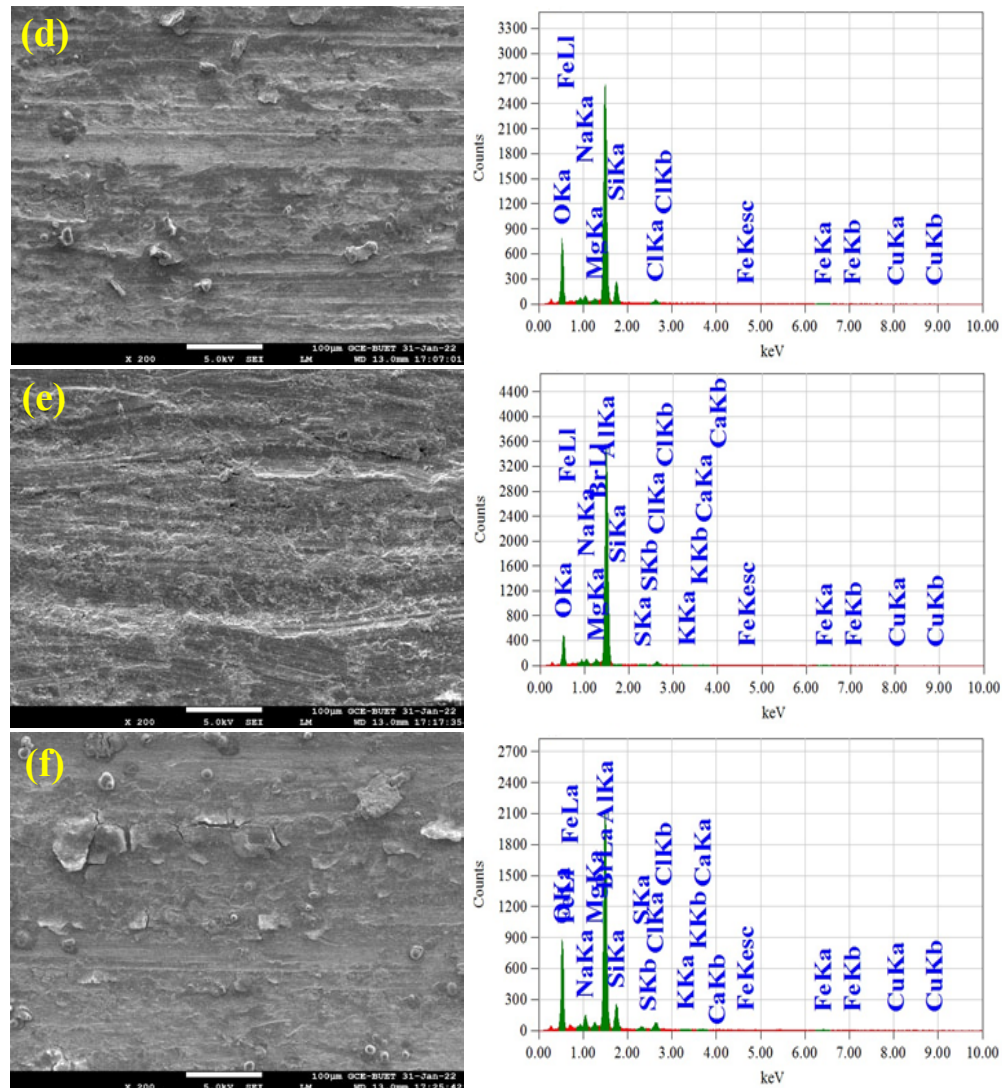 (d)
X 200 5.0kV SEI LM WD 13.0mm 17:07:01
100μm GCE-BUET 31-Jan-22
Counts
3300
3000
2700
2400
2100
1800
1500
1200
900
600
300
0
OKa
FeLl
NaKa
MgKa
SiKa
ClKa
ClKb
FeKesc
FeKa
FeKb
CuKa
CuKb
0.00 1.00 2.00 3.00 4.00 5.00 6.00 7.00 8.00 9.00 10.00
keV
(e)
X 200 5.0kV SEI LM WD 13.0mm 17:17:35
100μm GCE-BUET 31-Jan-22
Counts
4400
4000
3600
3200
2800
2400
2000
1600
1200
800
400
0
OKa
FeLl
NaKa
MgKa
BrLl
AlKa
SiKa
SKa
SKb
ClKa
ClKb
KKa
KKb
CaKa
CaKb
FeKesc
FeKa
FeKb
CuKa
CuKb
0.00 1.00 2.00 3.00 4.00 5.00 6.00 7.00 8.00 9.00 10.00
keV
(f)
X 200 5.0kV SEI LM WD 13.0mm 17:25:42
100μm GCE-BUET 31-Jan-22
Counts
2700
2400
2100
1800
1500
1200
900
600
300
0
OKa
FeLl
FeLa
NaKa
MgKa
BrLa
AlKa
SiKa
SKa
SKb
ClKa
ClKb
KKa
KKb
CaKa
CaKb
FeKesc
FeKa
FeKb
CuKa
CuKb
0.00 1.00 2.00 3.00 4.00 5.00 6.00 7.00 8.00 9.00 10.00
keV